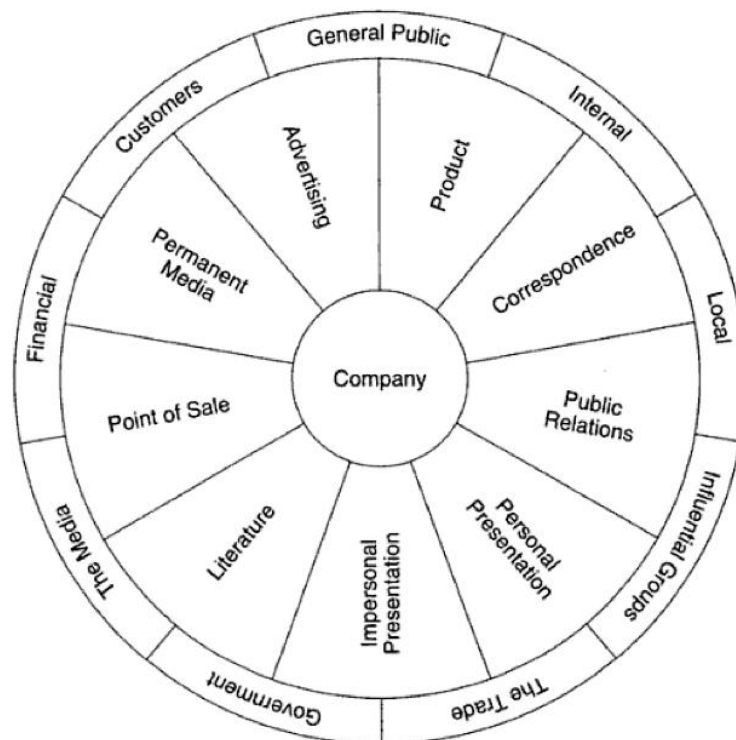 General Public
Internal
Local
Influential Groups
The Trade
Government
The Media
Financial
Customers
Product
Correspondence
Public
Relations
Personal
Presentation
Impersonal
Presentation
Literature
Point of Sale
Permanent
Media
Advertising
Company